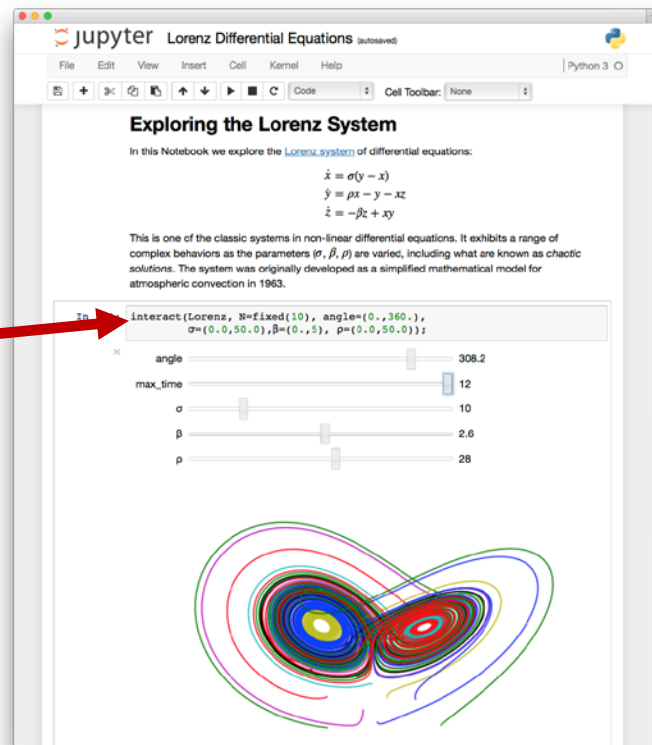 jupyter Lorenz Differential Equations (autosaved)
File Edit View Insert Cell Kernel Help Python 3
Code Cell Toolbar: None
Exploring the Lorenz System
In this Notebook we explore the Lorenz system of differential equations:
ẋ = σ(y − x)
ẏ = ρx − y − xz
ż = −βz + xy
This is one of the classic systems in non-linear differential equations. It exhibits a range of
complex behaviors as the parameters (σ, β, ρ) are varied, including what are known as chaotic
solutions. The system was originally developed as a simplified mathematical model for
atmospheric convection in 1963.
In interact(Lorenz, N=fixed(10), angle=(0.,360.),
σ=(0.0,50.0),β=(0.,5), ρ=(0.0,50.0));
angle 308.2
max_time 12
σ 10
β 2.6
ρ 28